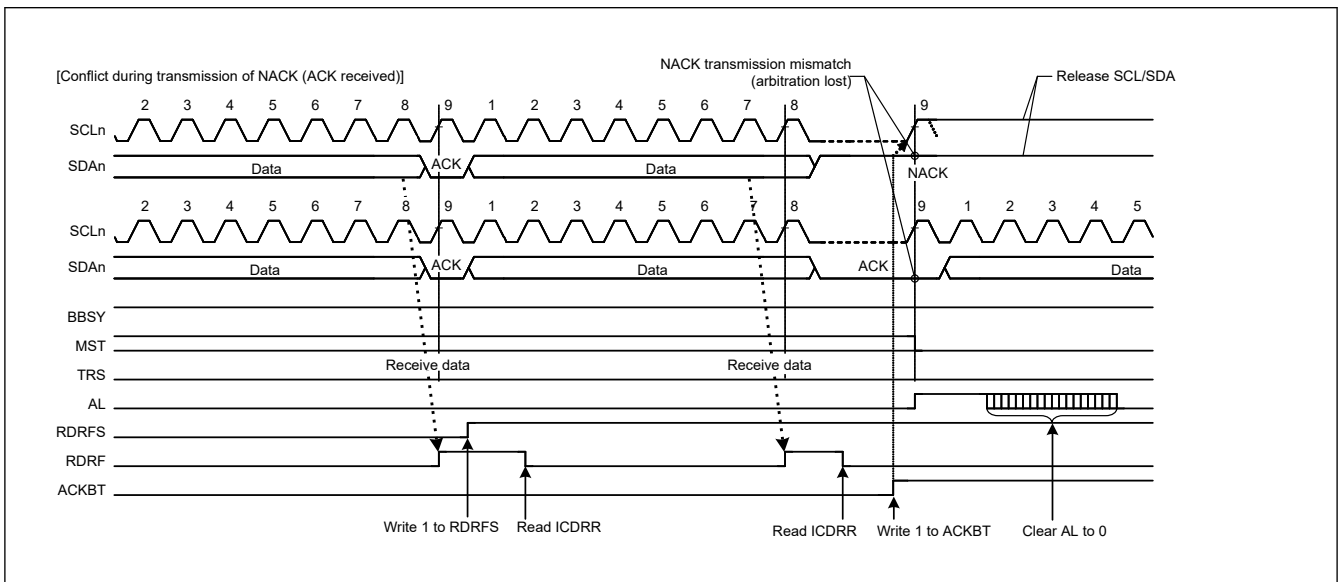 [Conflict during transmission of NACK (ACK received)]
NACK transmission mismatch
(arbitration lost)
Release SCL/SDA
2 3 4 5 6 7 8 9 1 2 3 4 5 6 7 8 9
SCLn
SDAn
Data
ACK
Data
NACK
2 3 4 5 6 7 8 9 1 2 3 4 5 6 7 8 9 1 2 3 4 5
SCLn
SDAn
Data
ACK
Data
ACK
Data
BBSY
MST
TRS
Receive data
Receive data
AL
RDRFS
RDRF
ACKBT
Write 1 to RDRFS
Read ICDRR
Read ICDRR
Write 1 to ACKBT
Clear AL to 0